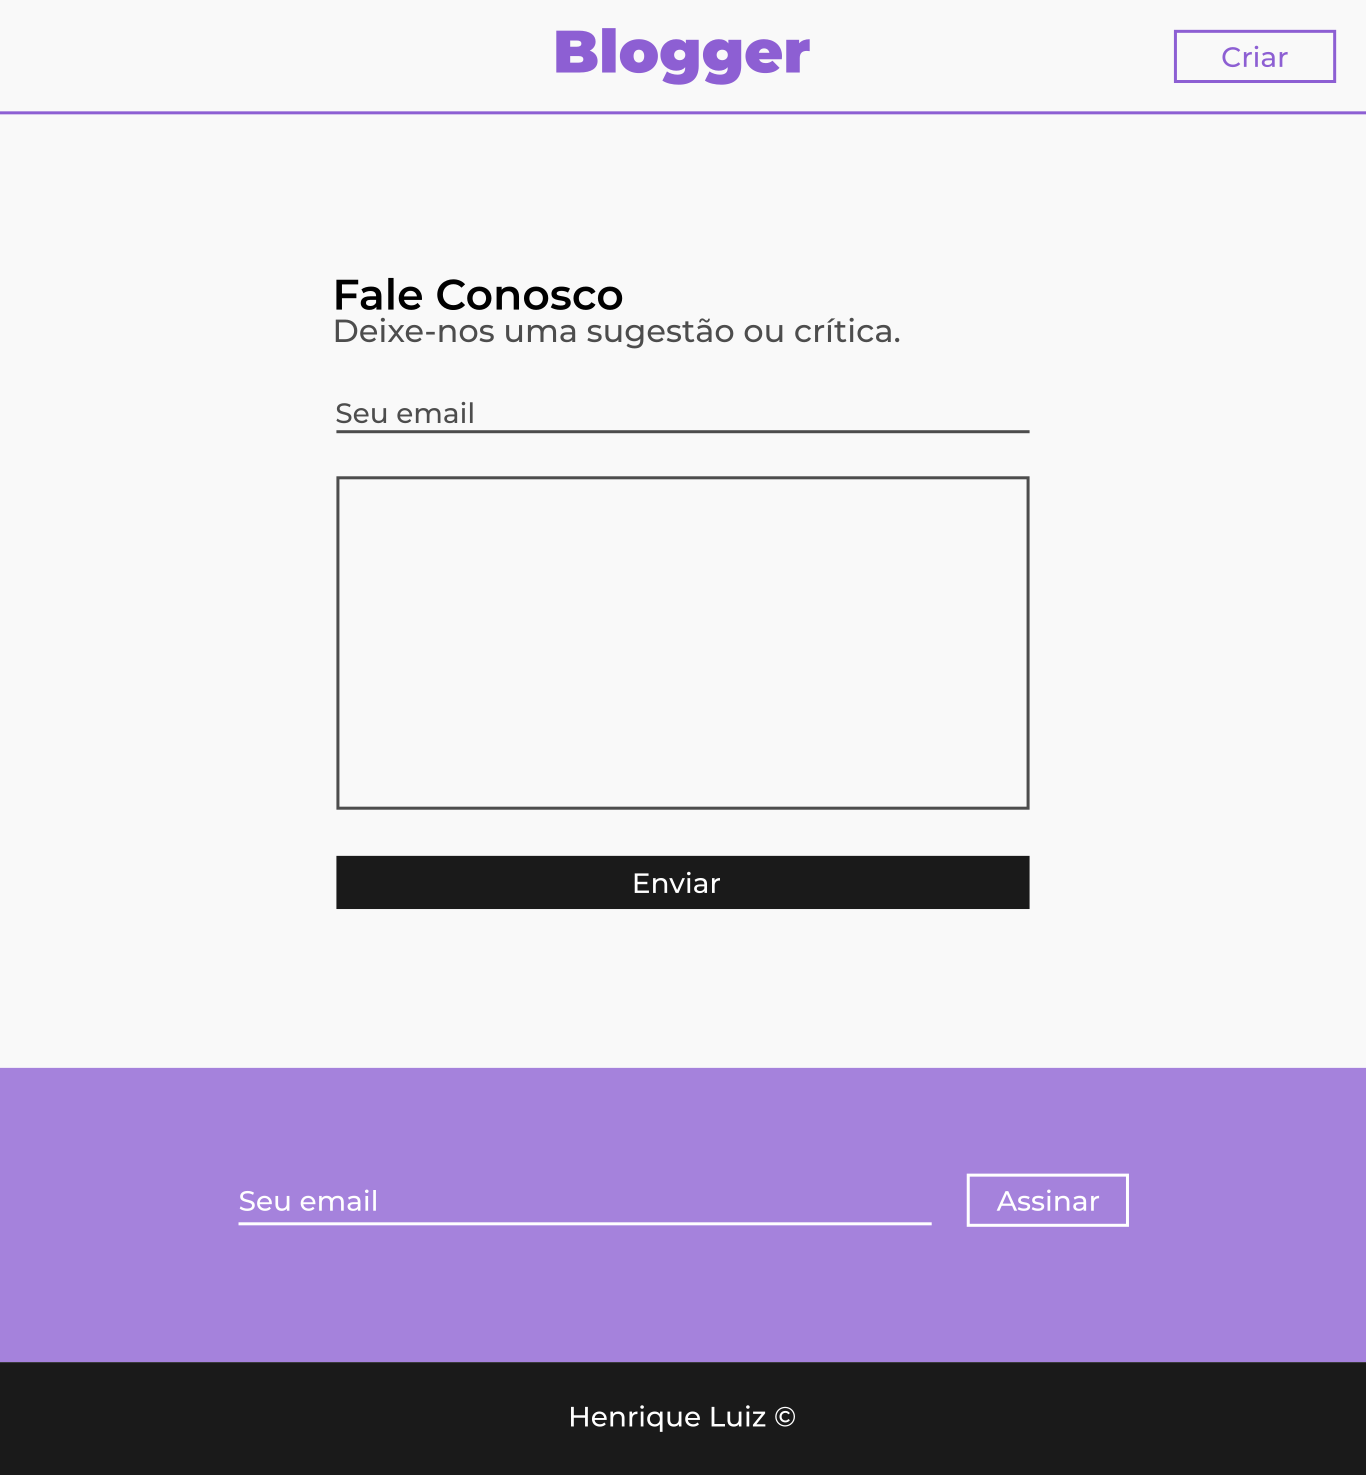 Blogger
Criar
Fale Conosco
Deixe-nos uma sugestão ou crítica.
Seu email
Enviar
Seu email
Assinar
Henrique Luiz ©